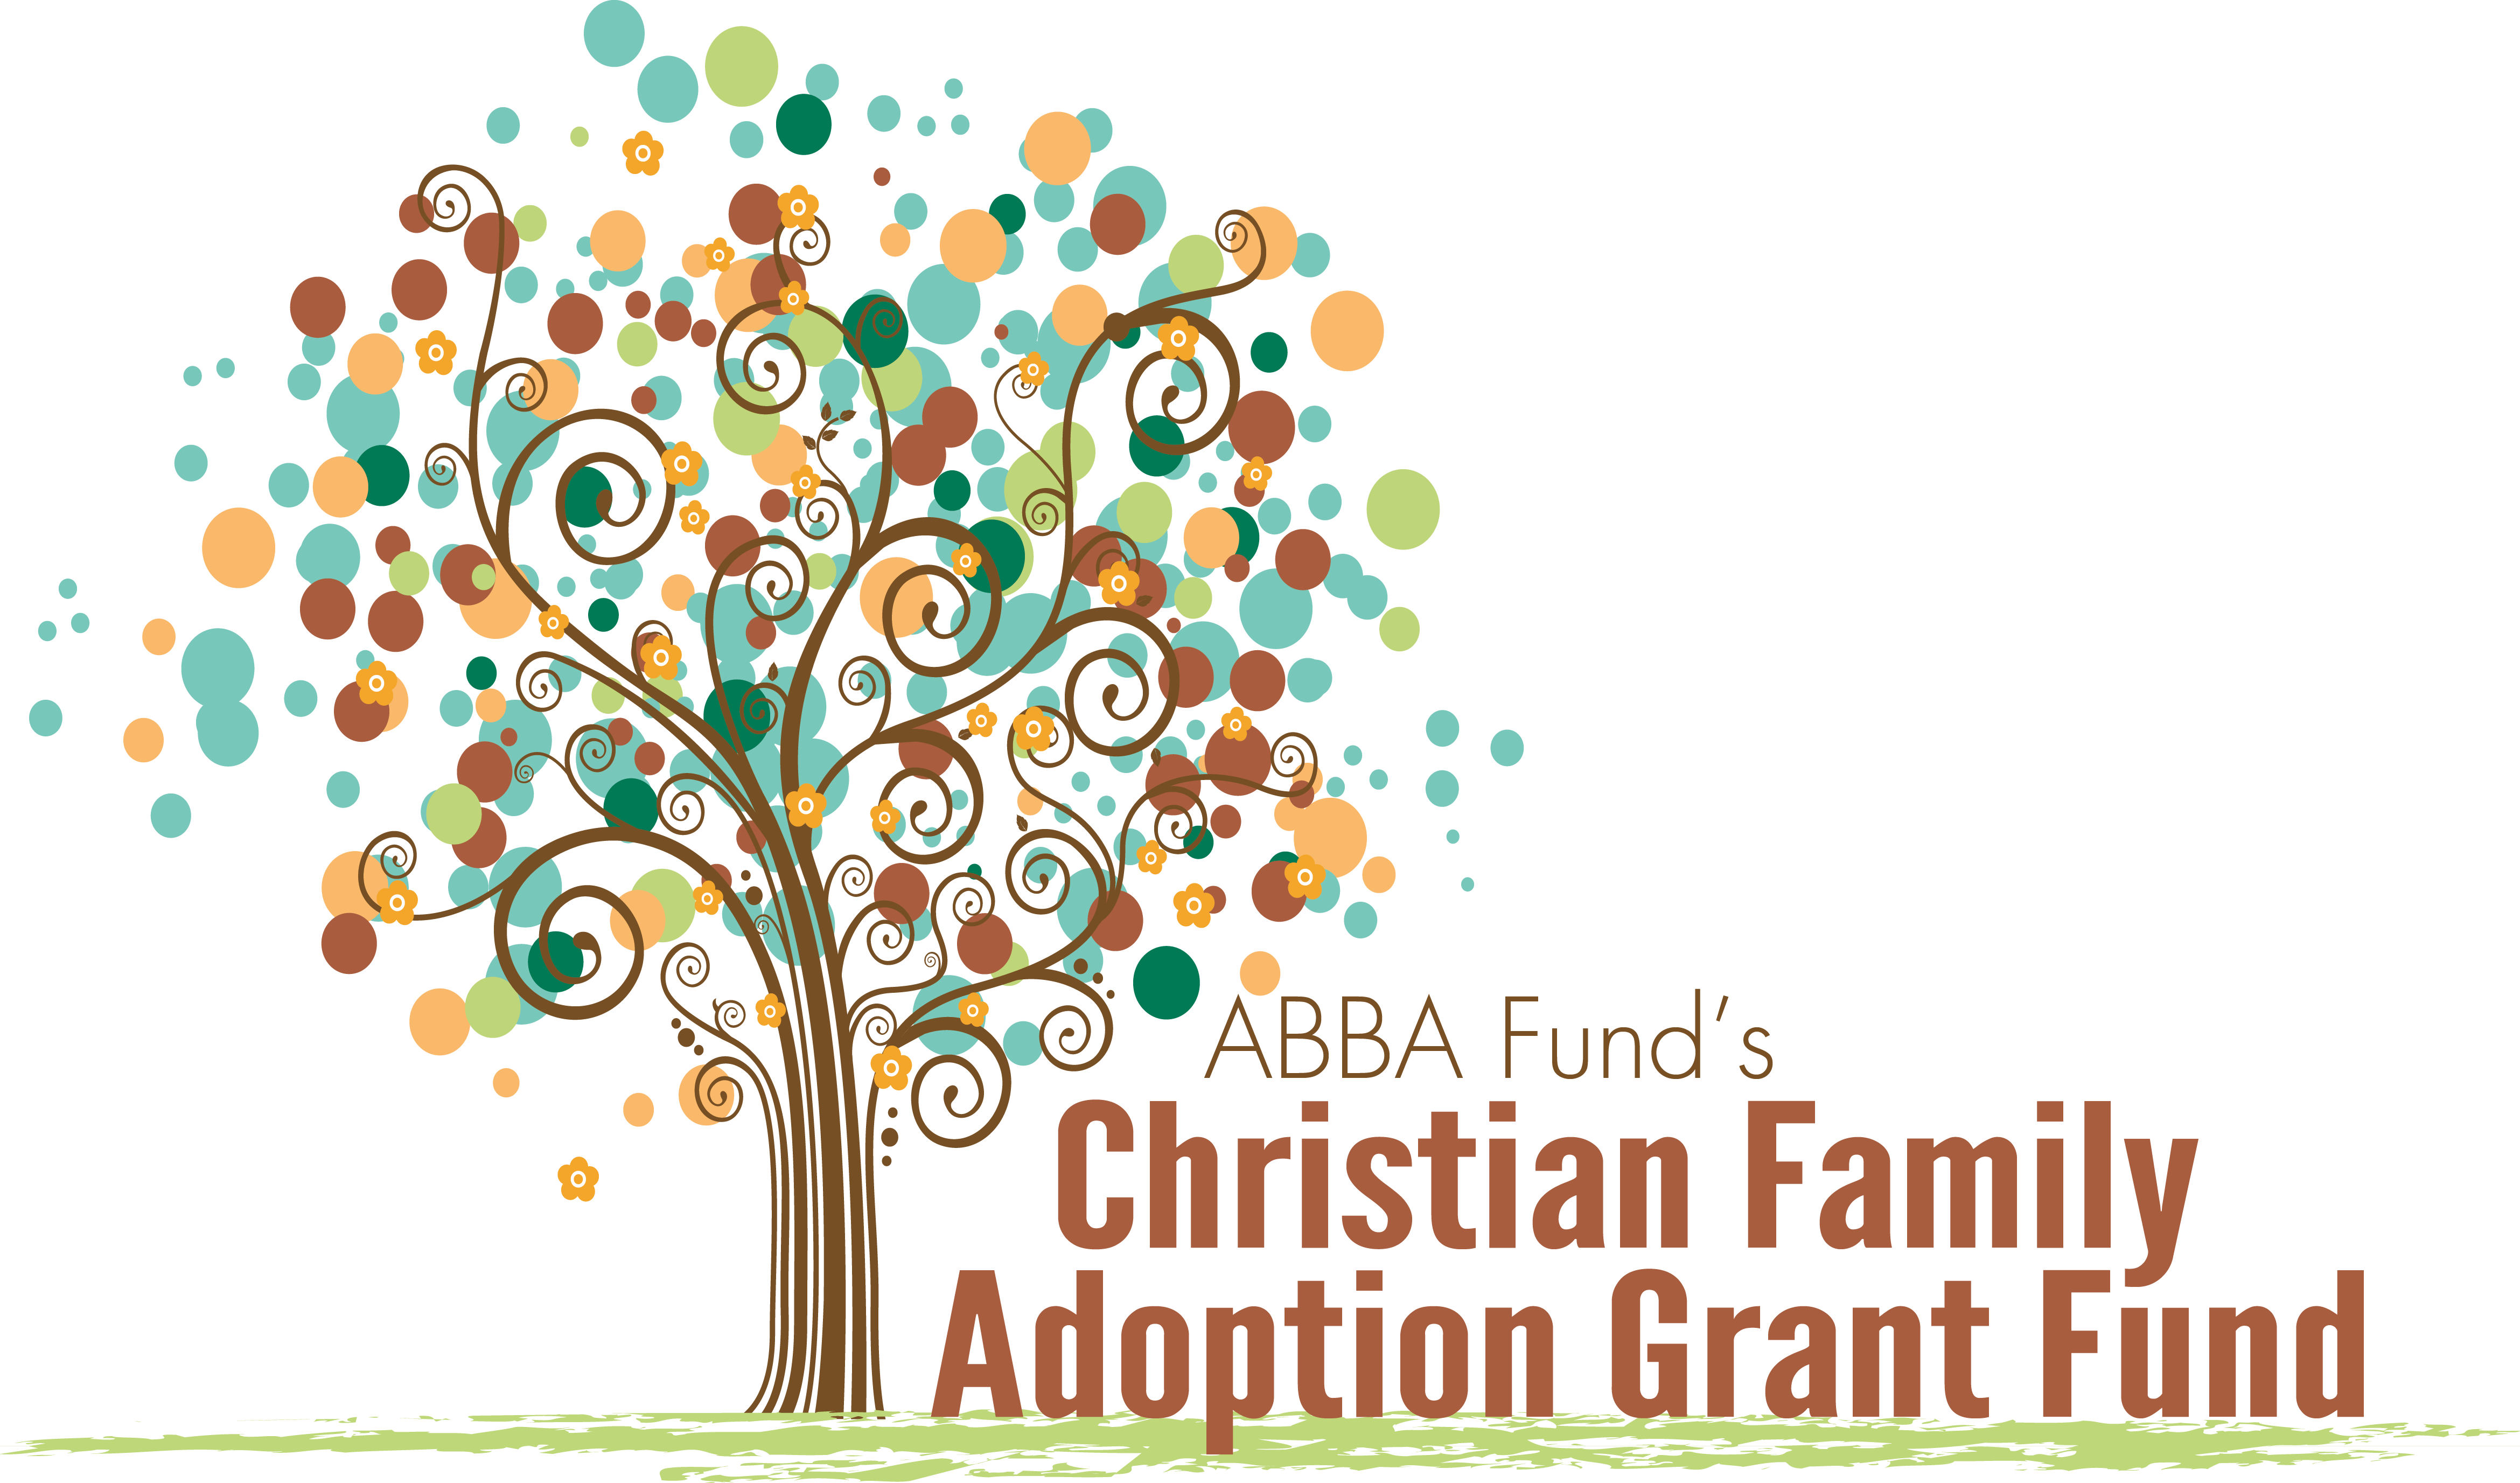 ABBA Fund's
Christian Family
Adoption Grant Fund